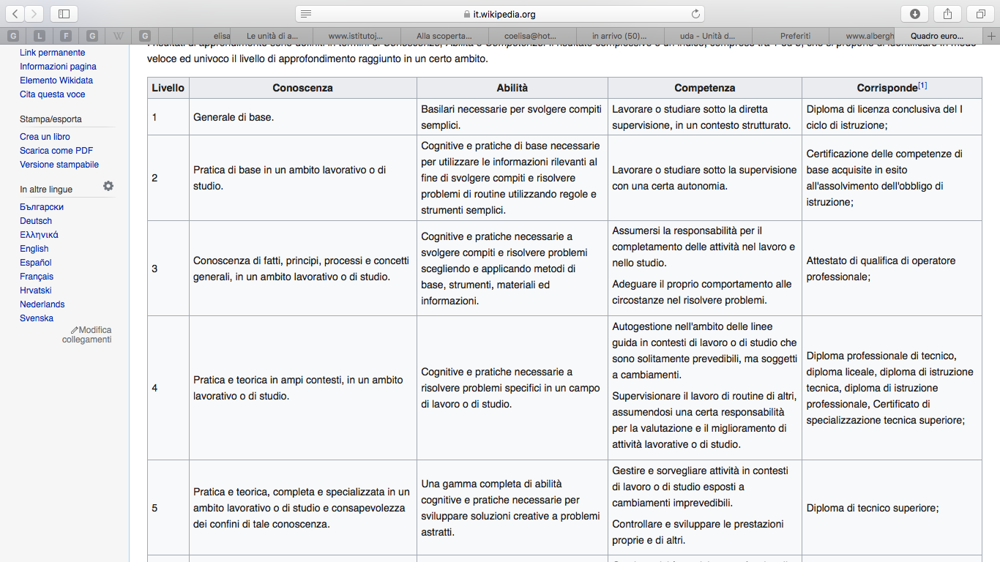 it.wikipedia.org
G
L
F
G
W
G
elisa
Le unità di a...
www.istitutoj...
Alla scoperta...
coelisa@hot...
in arrivo (50)...
uda - Unità d...
Preferiti
www.albergh
Quadro euro...
Link permanente
Informazioni pagina
Elemento Wikidata
Cita questa voce
Stampa/esporta
Crea un libro
Scarica come PDF
Versione stampabile
In altre lingue
Български
Deutsch
Ελληνικά
English
Español
Français
Hrvatski
Nederlands
Svenska
Modifica
collegamenti
veloce ed univoco il livello di approfondimento raggiunto in un certo ambito.
Livello
Conoscenza
Abilità
Competenza
Corrisponde[1]
1
Generale di base.
Basilari necessarie per svolgere compiti
semplici.
Lavorare o studiare sotto la diretta
supervisione, in un contesto strutturato.
Diploma di licenza conclusiva del I
ciclo di istruzione;
2
Pratica di base in un ambito lavorativo o di
studio.
Cognitive e pratiche di base necessarie
per utilizzare le informazioni rilevanti al
fine di svolgere compiti e risolvere
problemi di routine utilizzando regole e
strumenti semplici.
Lavorare o studiare sotto la supervisione
con una certa autonomia.
Certificazione delle competenze di
base acquisite in esito
all'assolvimento dell'obbligo di
istruzione;
3
Conoscenza di fatti, principi, processi e concetti
generali, in un ambito lavorativo o di studio.
Cognitive e pratiche necessarie a
svolgere compiti e risolvere problemi
scegliendo e applicando metodi di
base, strumenti, materiali ed
informazioni.
Assumersi la responsabilità per il
completamento delle attività nel lavoro e
nello studio.
Adeguare il proprio comportamento alle
circostanze nel risolvere problemi.
Attestato di qualifica di operatore
professionale;
4
Pratica e teorica in ampi contesti, in un ambito
lavorativo o di studio.
Cognitive e pratiche necessarie a
risolvere problemi specifici in un campo
di lavoro o di studio.
Autogestione nell'ambito delle linee
guida in contesti di lavoro o di studio che
sono solitamente prevedibili, ma soggetti
a cambiamenti.
Supervisionare il lavoro di routine di altri,
assumendosi una certa responsabilità
per la valutazione e il miglioramento di
attività lavorative o di studio.
Diploma professionale di tecnico,
diploma liceale, diploma di istruzione
tecnica, diploma di istruzione
professionale, Certificato di
specializzazione tecnica superiore;
5
Pratica e teorica, completa e specializzata in un
ambito lavorativo o di studio e consapevolezza
dei confini di tale conoscenza.
Una gamma completa di abilità
cognitive e pratiche necessarie per
sviluppare soluzioni creative a problemi
astratti.
Gestire e sorvegliare attività in contesti
di lavoro o di studio esposti a
cambiamenti imprevedibili.
Controllare e sviluppare le prestazioni
proprie e di altri.
Diploma di tecnico superiore;